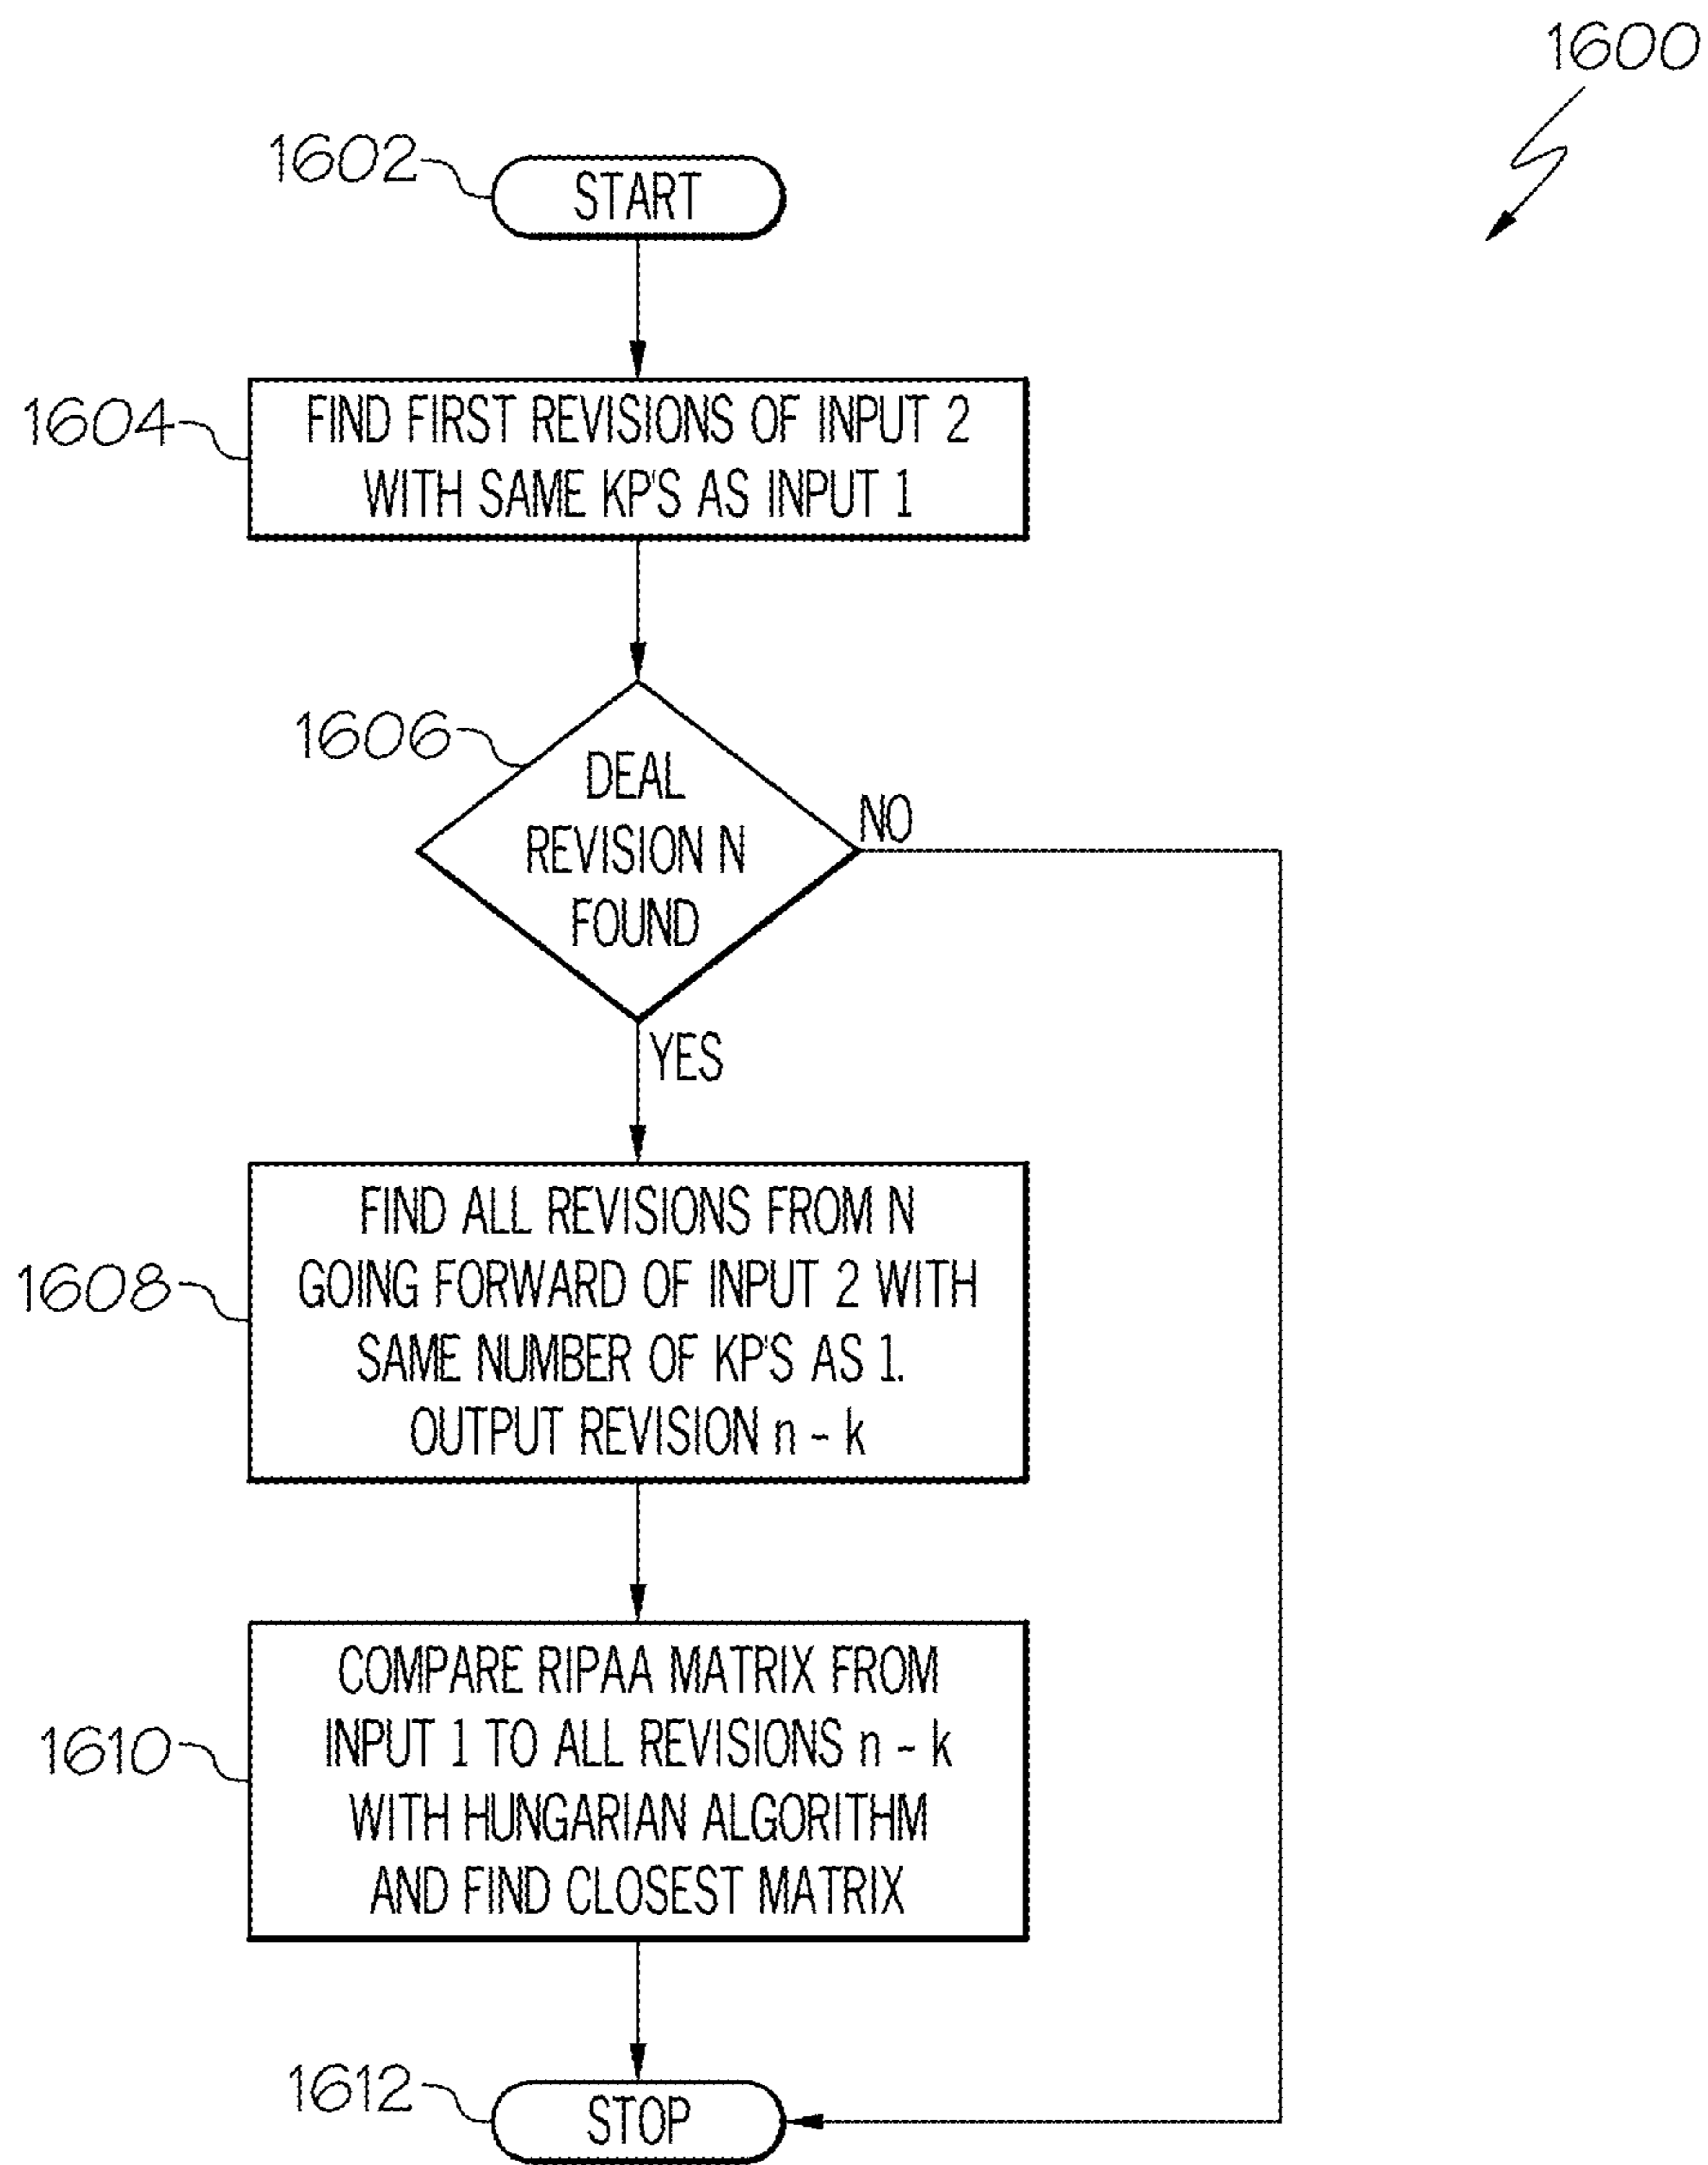 1600
1602
START
1604
FIND FIRST REVISIONS OF INPUT 2
WITH SAME KP'S AS INPUT 1
1606
DEAL
REVISION N
FOUND
NO
YES
1608
FIND ALL REVISIONS FROM N
GOING FORWARD OF INPUT 2 WITH
SAME NUMBER OF KP'S AS 1.
OUTPUT REVISION n - k
1610
COMPARE RIPAA MATRIX FROM
INPUT 1 TO ALL REVISIONS n - k
WITH HUNGARIAN ALGORITHM
AND FIND CLOSEST MATRIX
1612
STOP